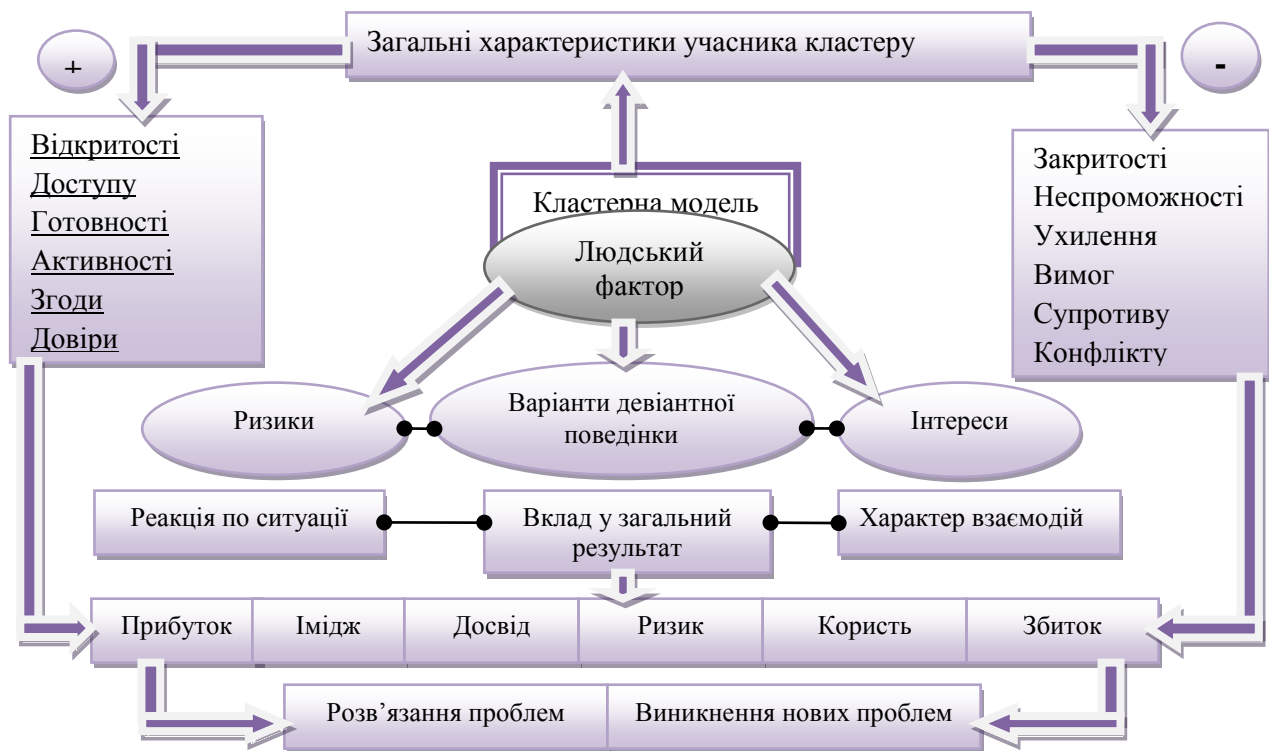 Загальні характеристики учасника кластеру
+
-
Відкритості
Доступу
Готовності
Активності
Згоди
Довіри
Закритості
Неспроможності
Ухилення
Вимог
Супротиву
Конфлікту
Кластерна модель
Людський
фактор
Ризики
Варіанти девіантної
поведінки
Інтереси
Реакція по ситуації
Вклад у загальний
результат
Характер взаємодій
Прибуток
Імідж
Досвід
Ризик
Користь
Збиток
Розв’язання проблем
Виникнення нових проблем